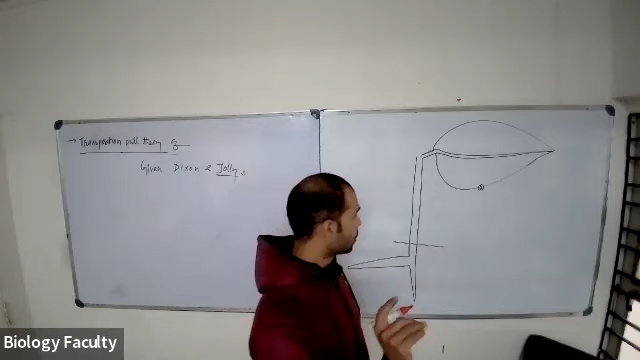 → Transpiration pull theory :-
Given Dixon & Jolly.
Biology Faculty